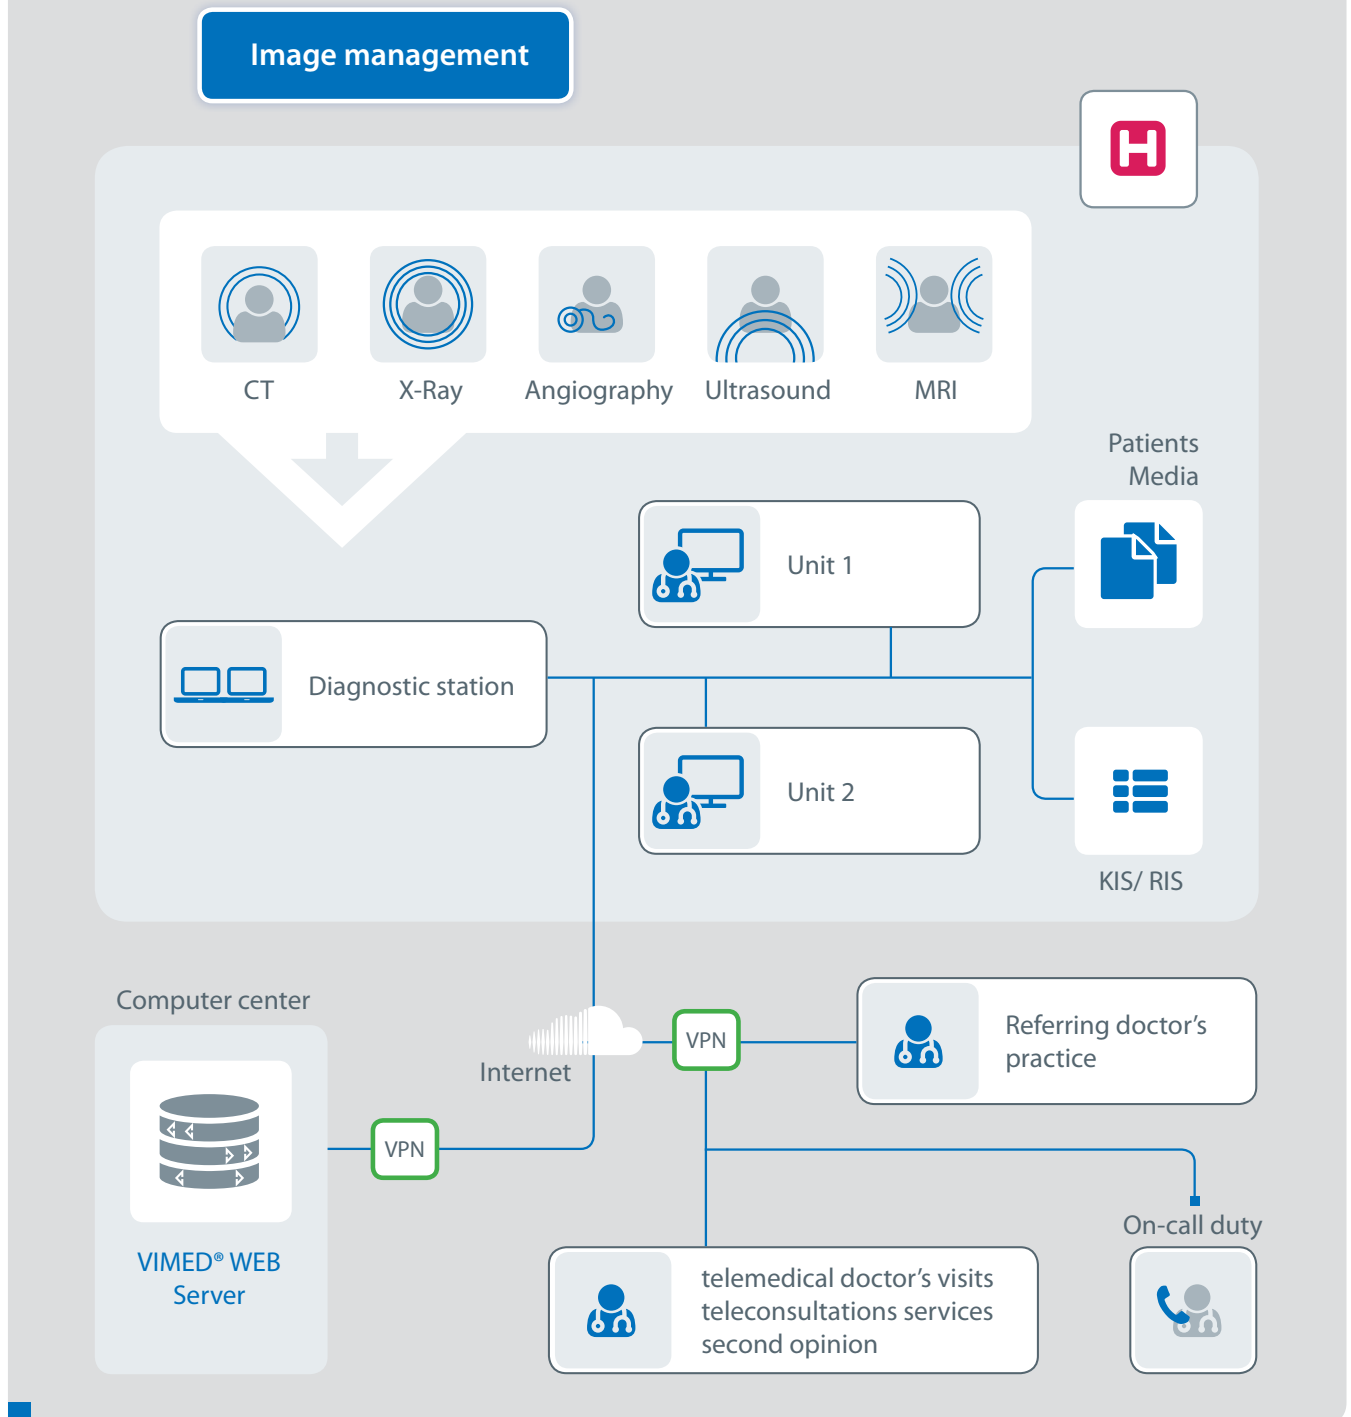 Image management
H
CT
X-Ray
Angiography
Ultrasound
MRI
Patients
Media
Unit 1
Diagnostic station
Unit 2
KIS/ RIS
Computer center
Internet
VPN
Referring doctor’s
practice
VPN
VIMED® WEB
Server
On-call duty
telemedical doctor’s visits
teleconsultations services
second opinion